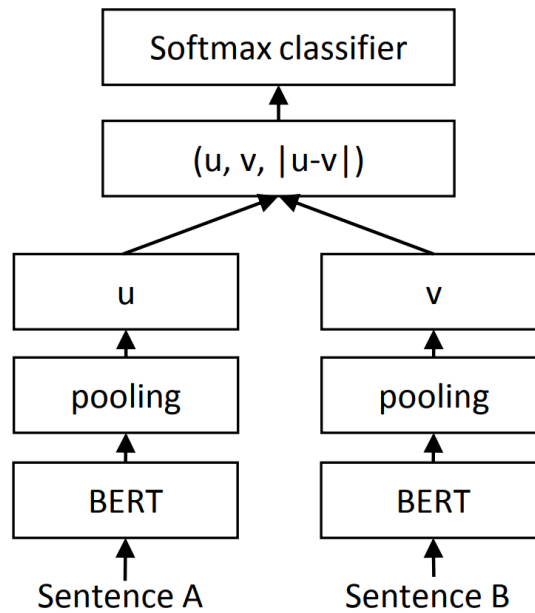 Softmax classifier
(u, v, |u-v|)
u v
pooling pooling
BERT BERT
Sentence A Sentence B